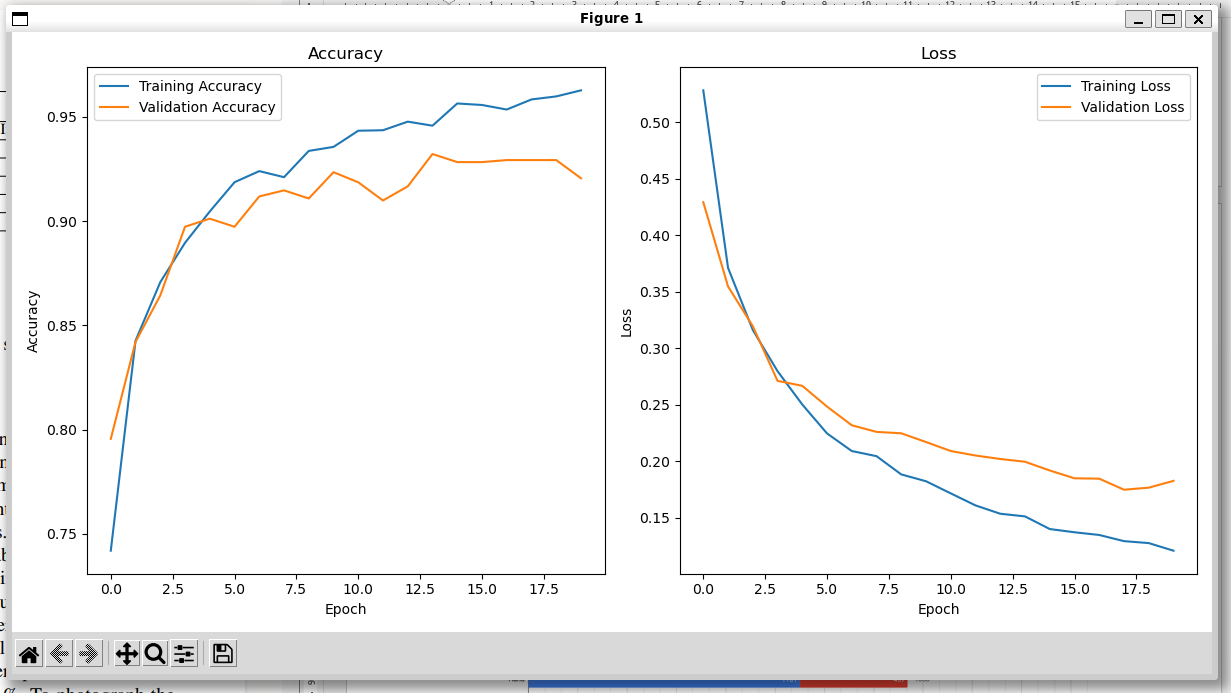 Figure 1
Accuracy
Training Accuracy
Validation Accuracy
0.95
0.90
0.85
0.80
0.75
Accuracy
0.0 2.5 5.0 7.5 10.0 12.5 15.0 17.5
Epoch
Loss
Training Loss
Validation Loss
0.50
0.45
0.40
0.35
0.30
0.25
0.20
0.15
Loss
0.0 2.5 5.0 7.5 10.0 12.5 15.0 17.5
Epoch
To photograph the